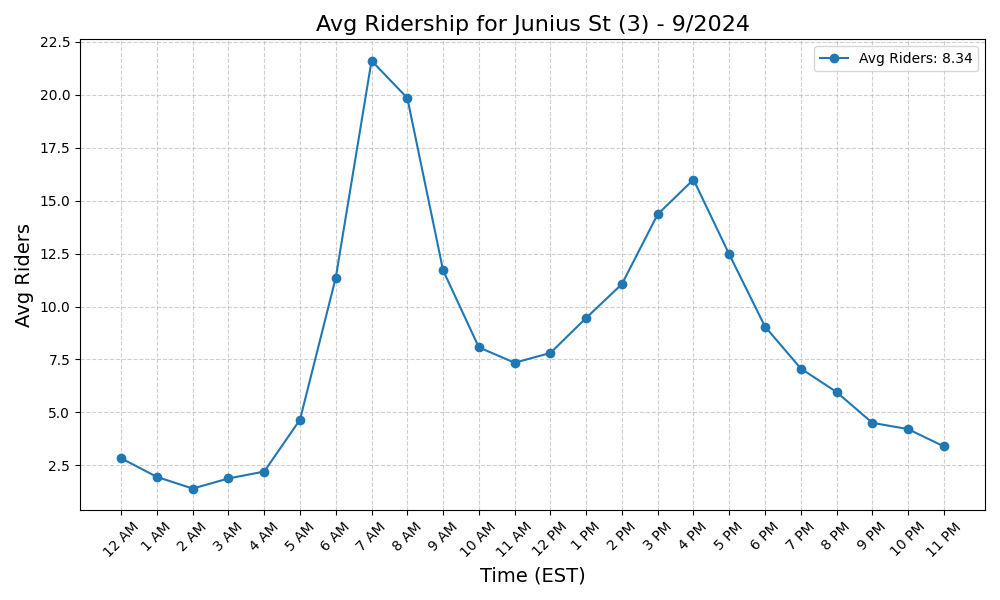 Avg Ridership for Junius St (3) - 9/2024
Avg Riders: 8.34
Avg Riders
22.5
20.0
17.5
15.0
12.5
10.0
7.5
5.0
2.5
12 AM
1 AM
2 AM
3 AM
4 AM
5 AM
6 AM
7 AM
8 AM
9 AM
10 AM
11 AM
12 PM
1 PM
2 PM
3 PM
4 PM
5 PM
6 PM
7 PM
8 PM
9 PM
10 PM
11 PM
Time (EST)